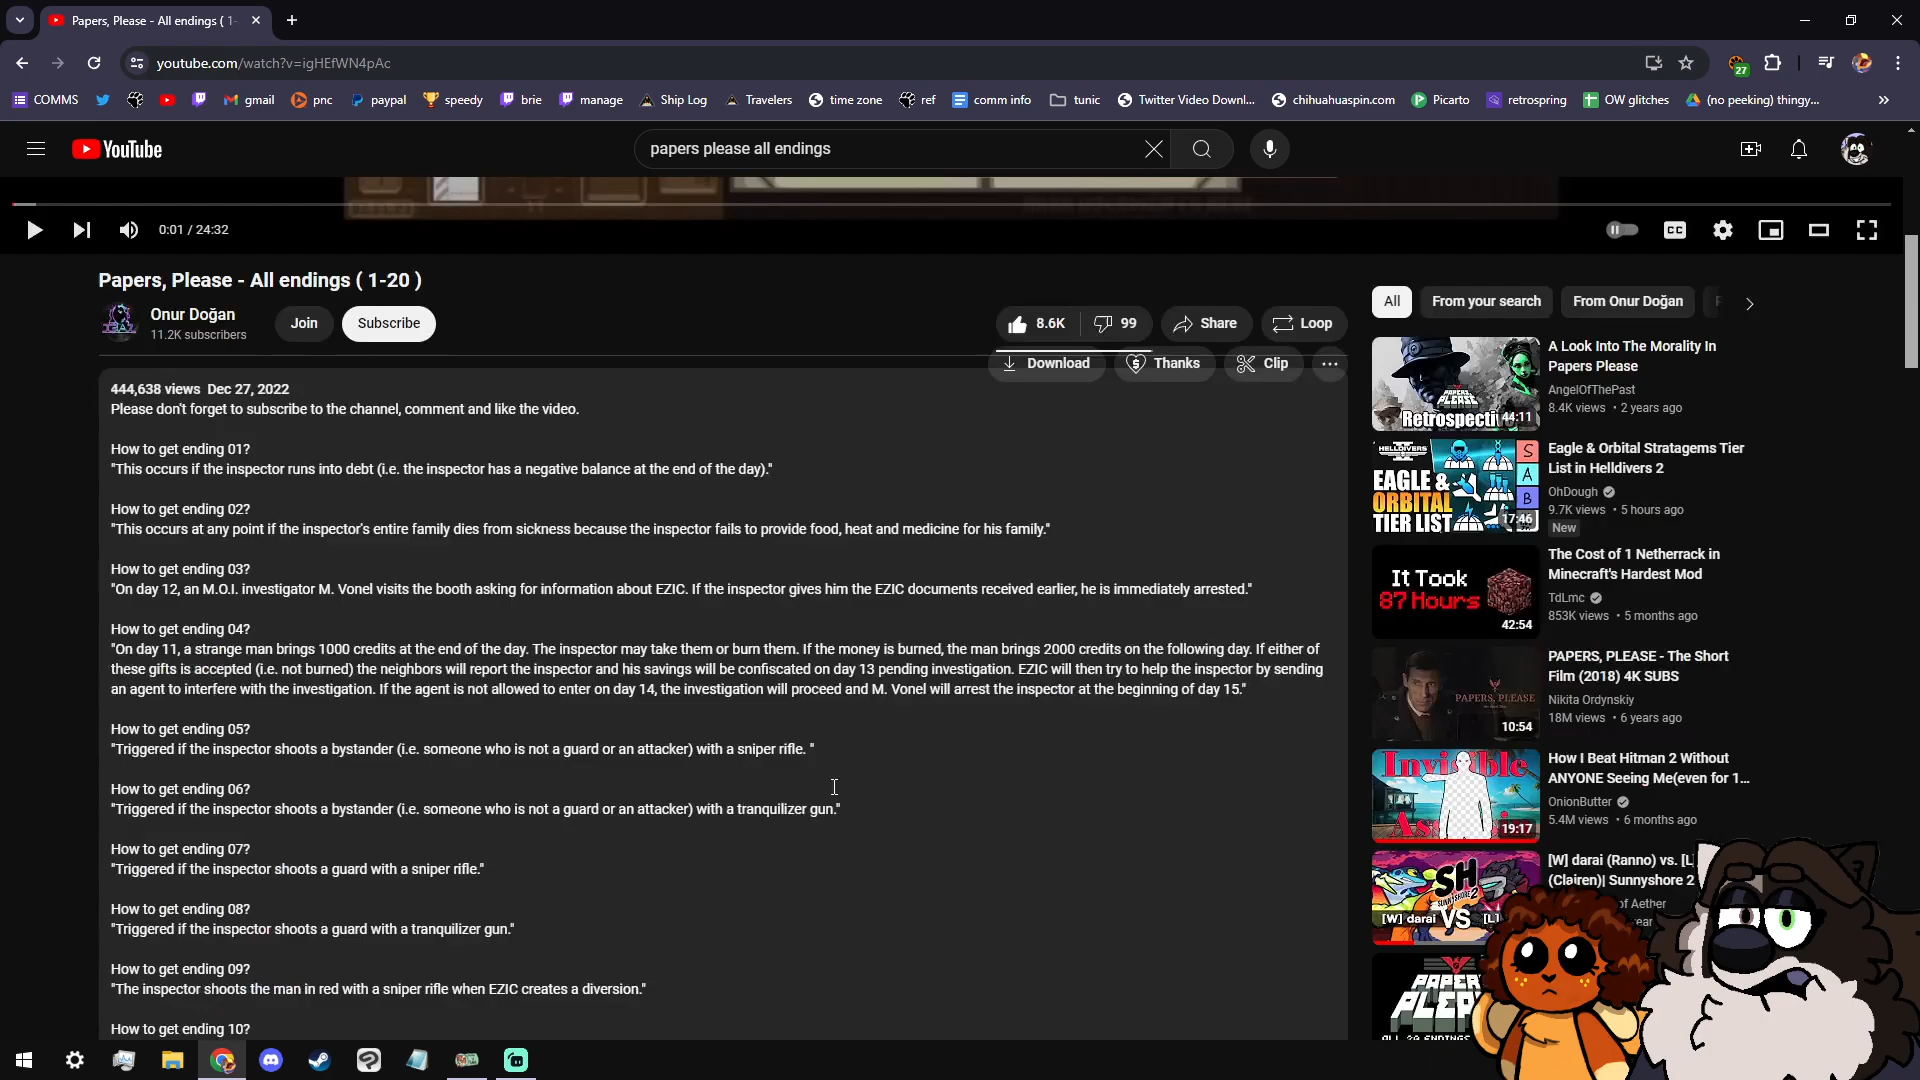 Papers, Please - All endings ( 1-
youtube.com/watch?v=igHEfWN4pAc
27
COMMS
gmail
pnc
paypal
speedy
brie
manage
Ship Log
Travelers
time zone
ref
comm info
tunic
Twitter Video Downl...
chihuahuaspin.com
Picarto
retrospring
OW glitches
(no peeking) thingy...
YouTube
papers please all endings
0:01 / 24:32
CC
Papers, Please - All endings ( 1-20 )
Onur Doğan
11.2K subscribers
Join
Subscribe
8.6K
99
Share
Loop
Download
Thanks
Clip
444,638 views Dec 27, 2022
Please don't forget to subscribe to the channel, comment and like the video.
How to get ending 01?
"This occurs if the inspector runs into debt (i.e. the inspector has a negative balance at the end of the day)."
How to get ending 02?
"This occurs at any point if the inspector's entire family dies from sickness because the inspector fails to provide food, heat and medicine for his family."
How to get ending 03?
"On day 12, an M.O.I. investigator M. Vonel visits the booth asking for information about EZIC. If the inspector gives him the EZIC documents received earlier, he is immediately arrested."
How to get ending 04?
"On day 11, a strange man brings 1000 credits at the end of the day. The inspector may take them or burn them. If the money is burned, the man brings 2000 credits on the following day. If either of
these gifts is accepted (i.e. not burned) the neighbors will report the inspector and his savings will be confiscated on day 13 pending investigation. EZIC will then try to help the inspector by sending
an agent to interfere with the investigation. If the agent is not allowed to enter on day 14, the investigation will proceed and M. Vonel will arrest the inspector at the beginning of day 15."
How to get ending 05?
"Triggered if the inspector shoots a bystander (i.e. someone who is not a guard or an attacker) with a sniper rifle. "
How to get ending 06?
"Triggered if the inspector shoots a bystander (i.e. someone who is not a guard or an attacker) with a tranquilizer gun."
How to get ending 07?
"Triggered if the inspector shoots a guard with a sniper rifle."
How to get ending 08?
"Triggered if the inspector shoots a guard with a tranquilizer gun."
How to get ending 09?
"The inspector shoots the man in red with a sniper rifle when EZIC creates a diversion."
How to get ending 10?
All
From your search
From Onur Doğan
PAPERS PLEASE
Retrospecti
44:11
A Look Into The Morality In
Papers Please
AngelOfThePast
8.4K views • 2 years ago
HELLDIVERS
EAGLE &
ORBITAL
TIER LIST
S
A
B
17:46
Eagle & Orbital Stratagems Tier
List in Helldivers 2
OhDough
9.7K views • 5 hours ago
New
It Took
87 Hours
42:54
The Cost of 1 Netherrack in
Minecraft's Hardest Mod
TdLmc
853K views • 5 months ago
PAPERS, PLEASE
10:54
PAPERS, PLEASE - The Short
Film (2018) 4K SUBS
Nikita Ordynskiy
18M views • 6 years ago
Invisible
Ass
19:17
How I Beat Hitman 2 Without
ANYONE Seeing Me(even for 1...
OnionButter
5.4M views • 6 months ago
SH
SUNNYSHORE 2
[W] darai VS [L]
[W] darai (Ranno) vs. [L
(Clairen)| Sunnyshore 2
of Aether
PAPER
PLEA
ALL 20 ENDINGS